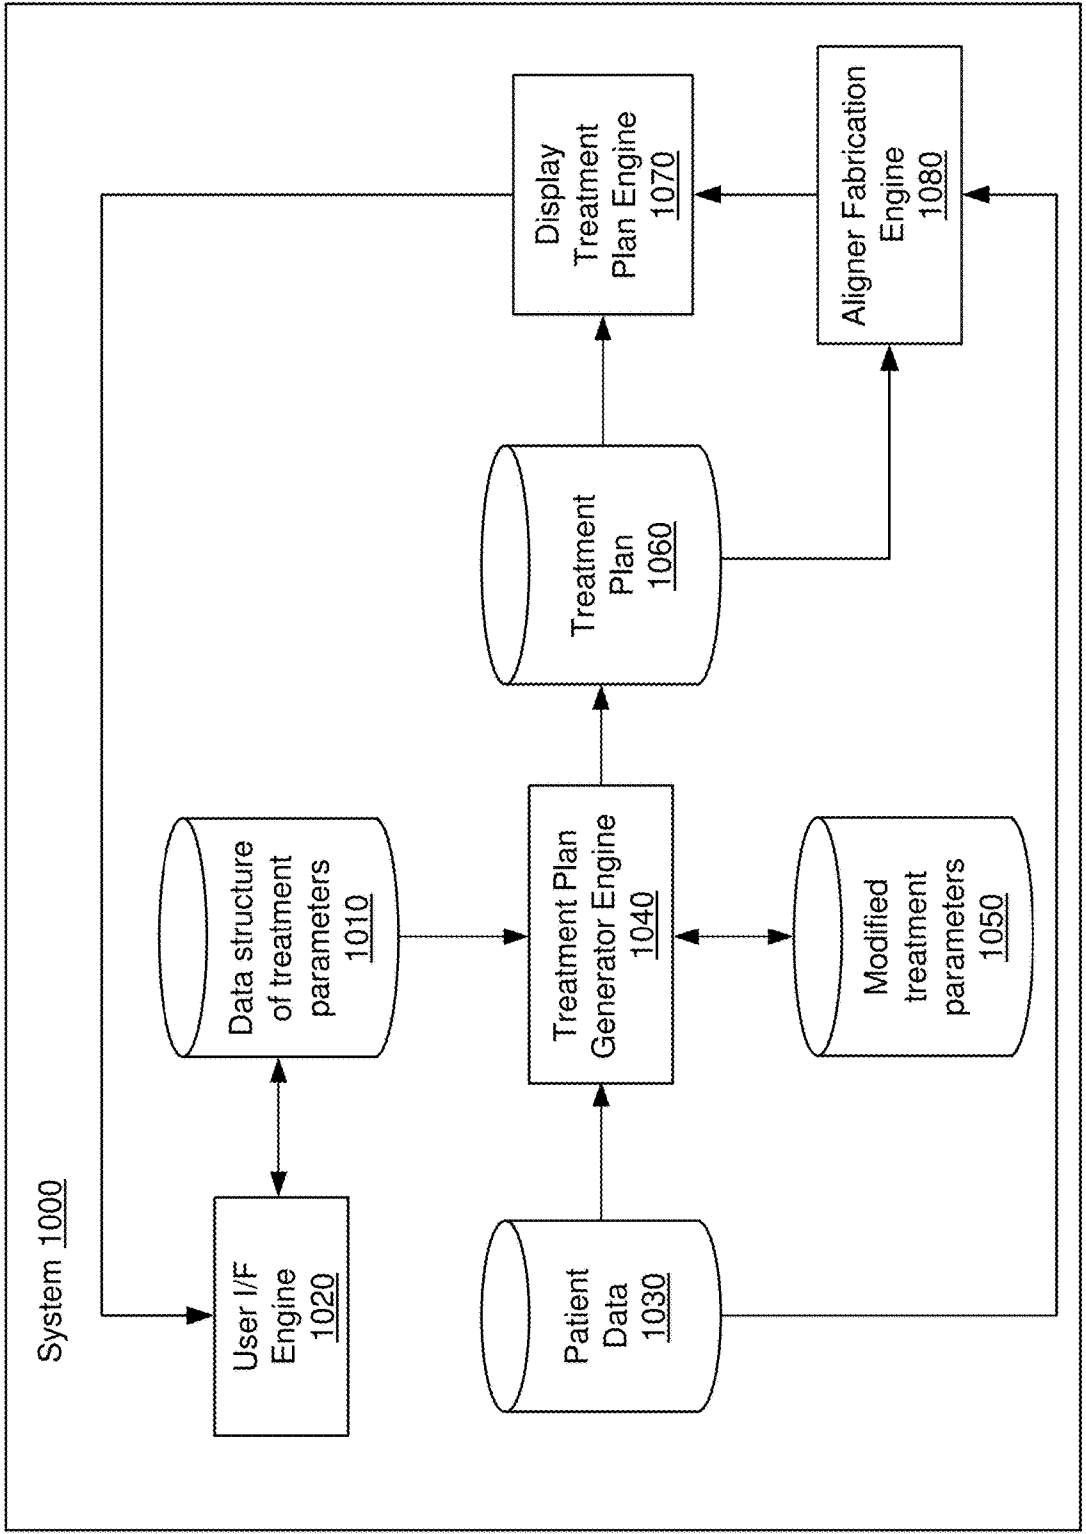 System 1000
User I/F
Engine
1020
Data structure
of treatment
parameters
1010
Patient
Data
1030
Treatment Plan
Generator Engine
1040
Treatment
Plan
1060
Display
Treatment
Plan Engine
1070
Modified
treatment
parameters
1050
Aligner Fabrication
Engine
1080